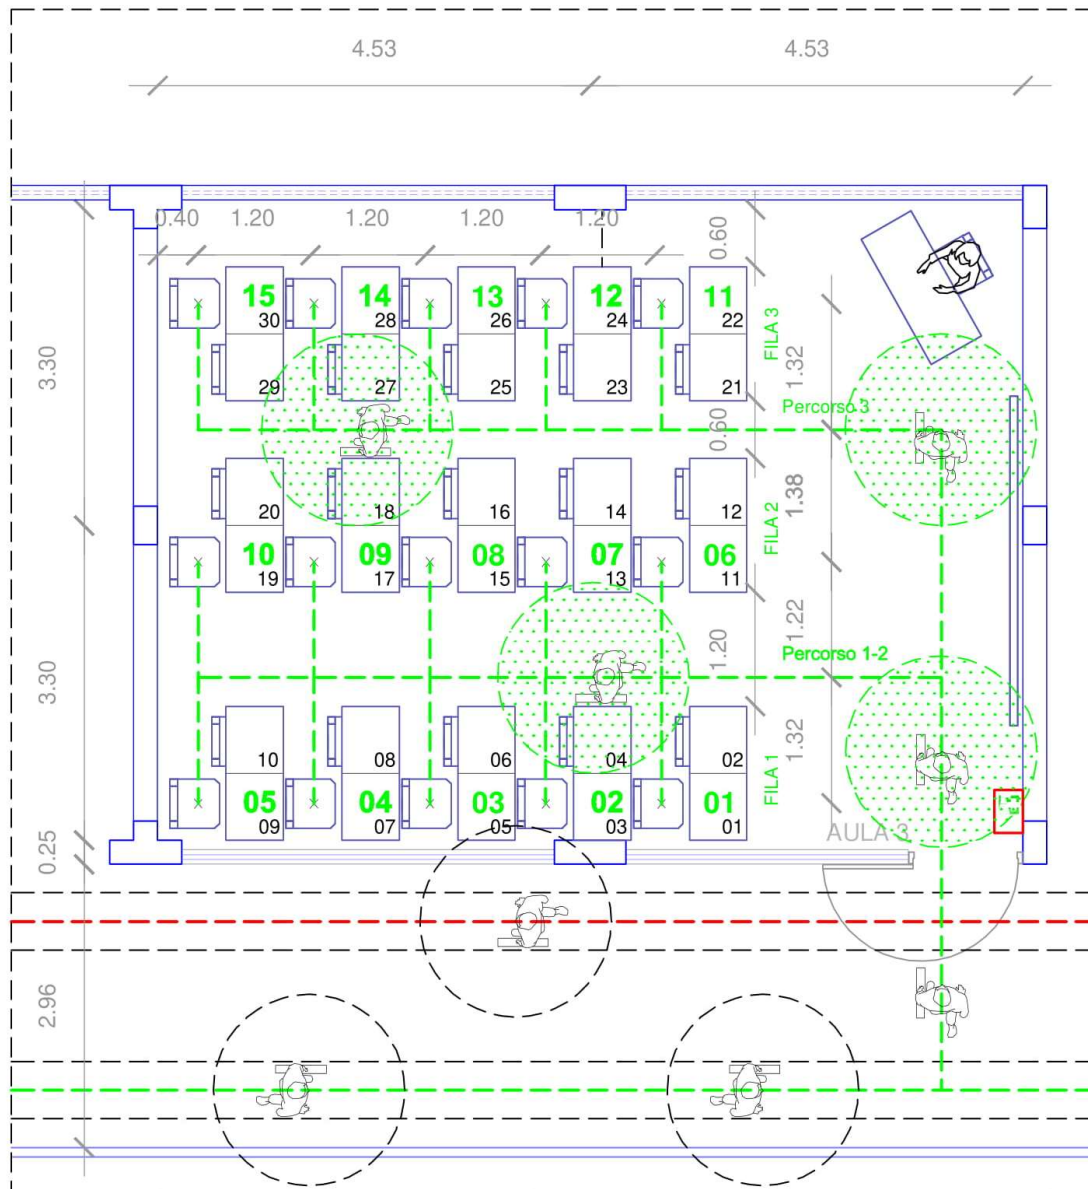 4.53 4.53
0.40 1.20 1.20 1.20 1.20
0.60
15 14 13 12 11
30 28 26 24 22
FILA 3
3.30
1.32
29 27 25 23 21
Percorso 3
0.60
1.38
20 18 16 14 12
FILA 2
10 09 08 07 06
19 17 15 13 11
1.22
3.30
1.20
Percorso 1-2
1.32
10 08 06 04 02
FILA 1
05 04 03 02 01
09 07 05 03 01
AULA 3
0.25
2.96